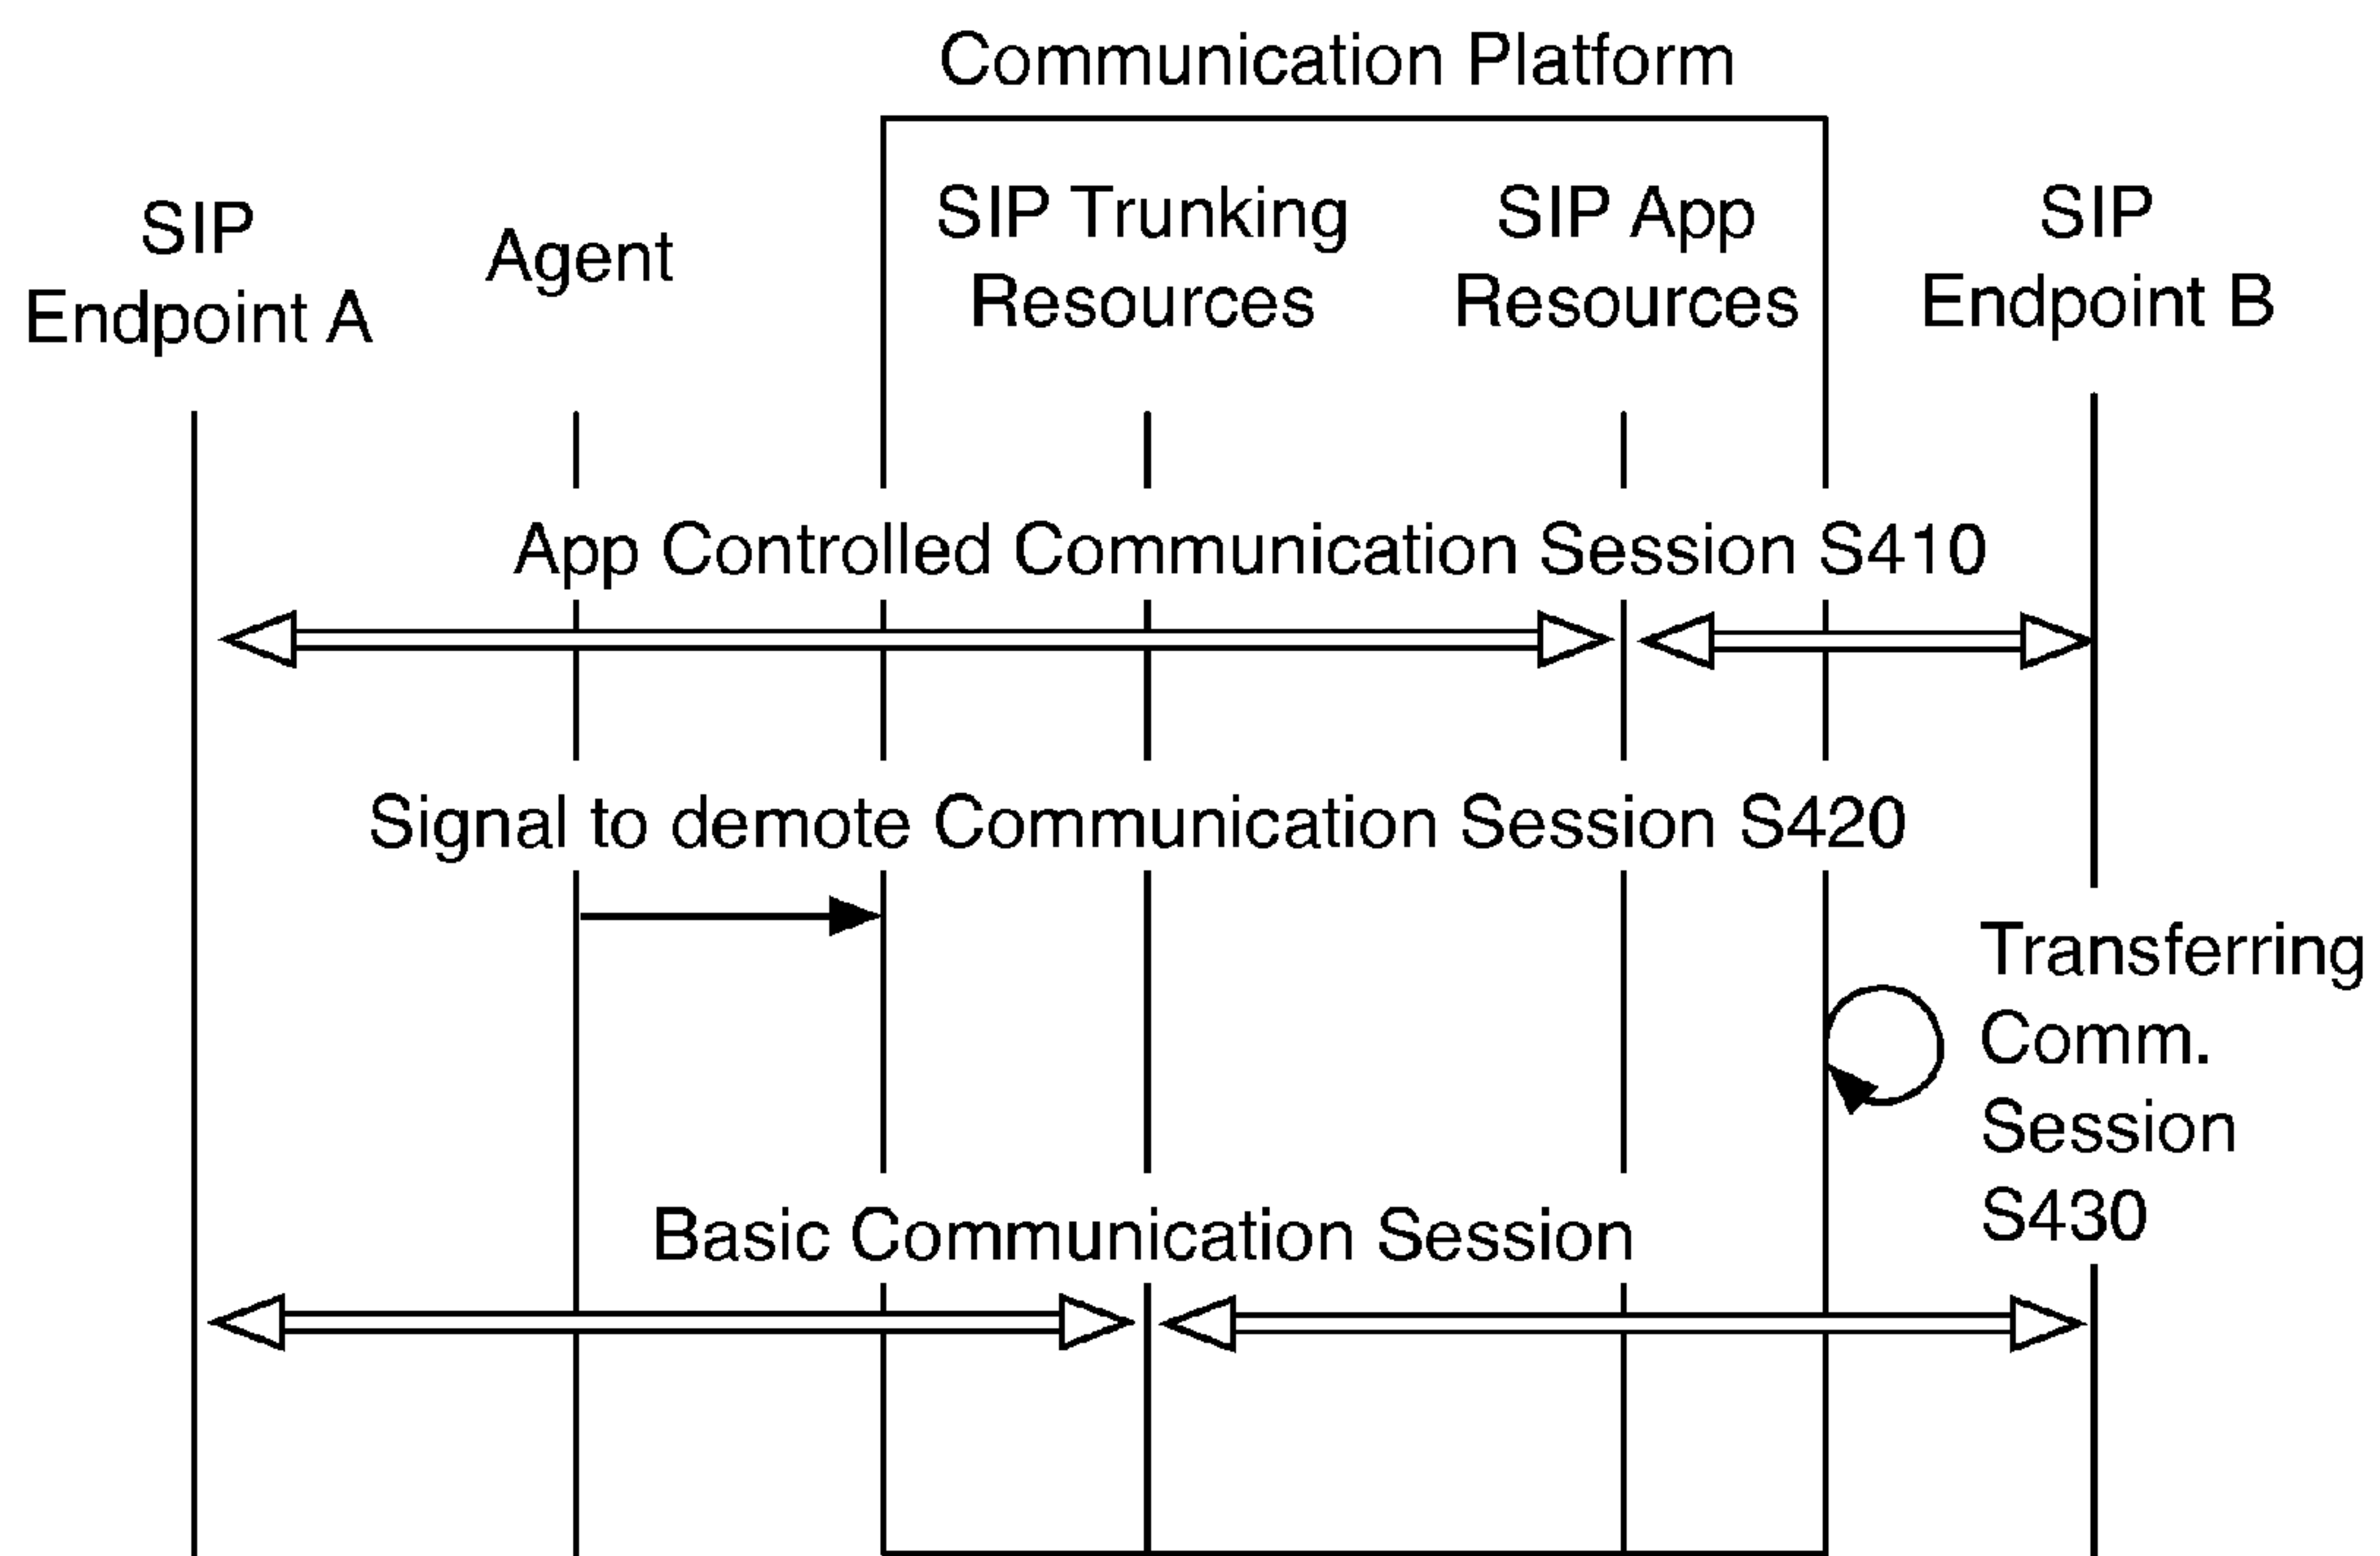 Communication Platform
SIP
Endpoint A
Agent
SIP Trunking
Resources
SIP App
Resources
SIP
Endpoint B
App Controlled Communication Session S410
Signal to demote Communication Session S420
Transferring
Comm.
Session
S430
Basic Communication Session